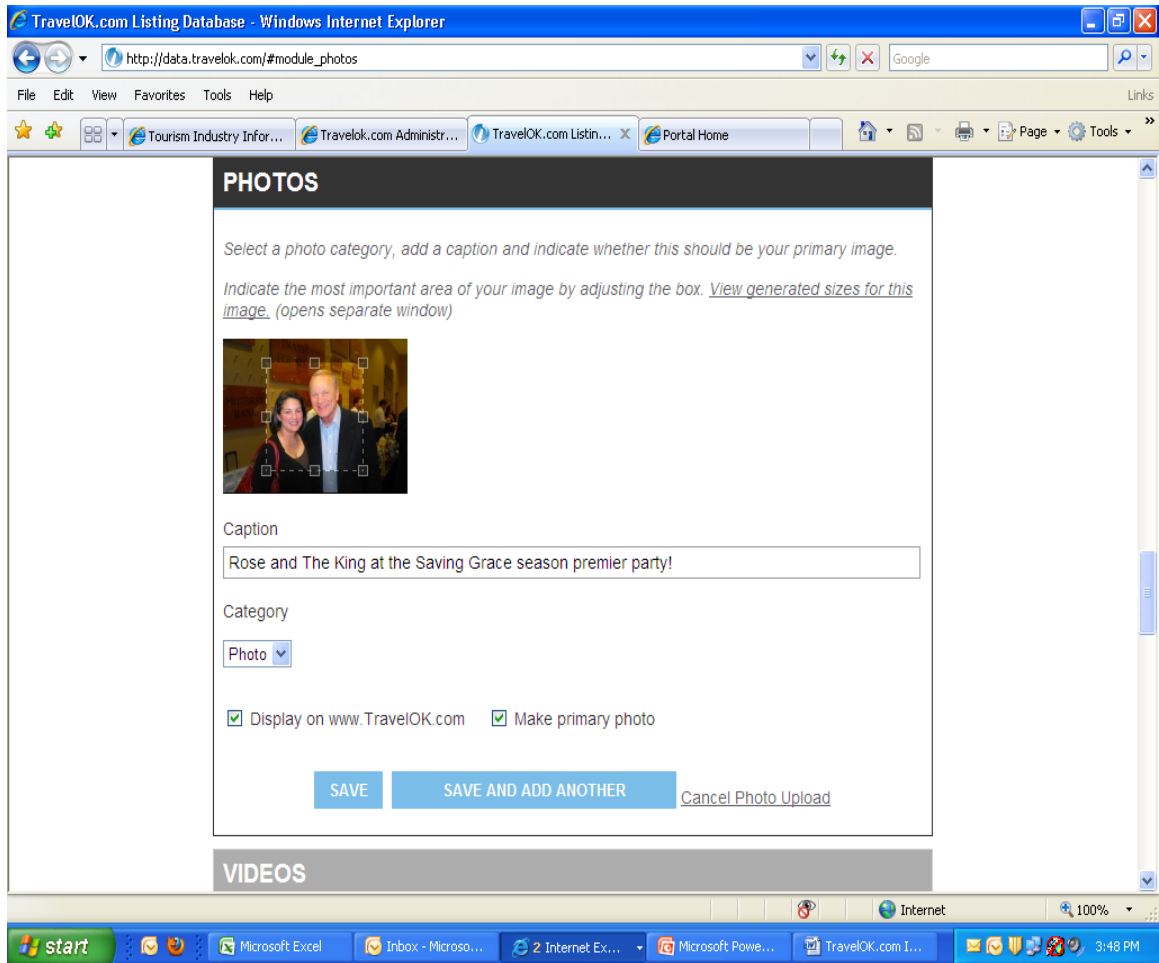 TravelOK.com Listing Database - Windows Internet Explorer
http://data.travelok.com/#module_photos
Google
File Edit View Favorites Tools Help
Links
Tourism Industry Infor...
Travelok.com Administr...
TravelOK.com Listin...
Portal Home
Page
Tools
PHOTOS
Select a photo category, add a caption and indicate whether this should be your primary image.
Indicate the most important area of your image by adjusting the box. View generated sizes for this
image. (opens separate window)
Caption
Rose and The King at the Saving Grace season premier party!
Category
Photo
Display on www.TravelOK.com
Make primary photo
SAVE
SAVE AND ADD ANOTHER
Cancel Photo Upload
VIDEOS
Internet
100%
start
Microsoft Excel
Inbox - Microso...
2 Internet Ex...
Microsoft Powe...
TravelOK.com I...
3:48 PM